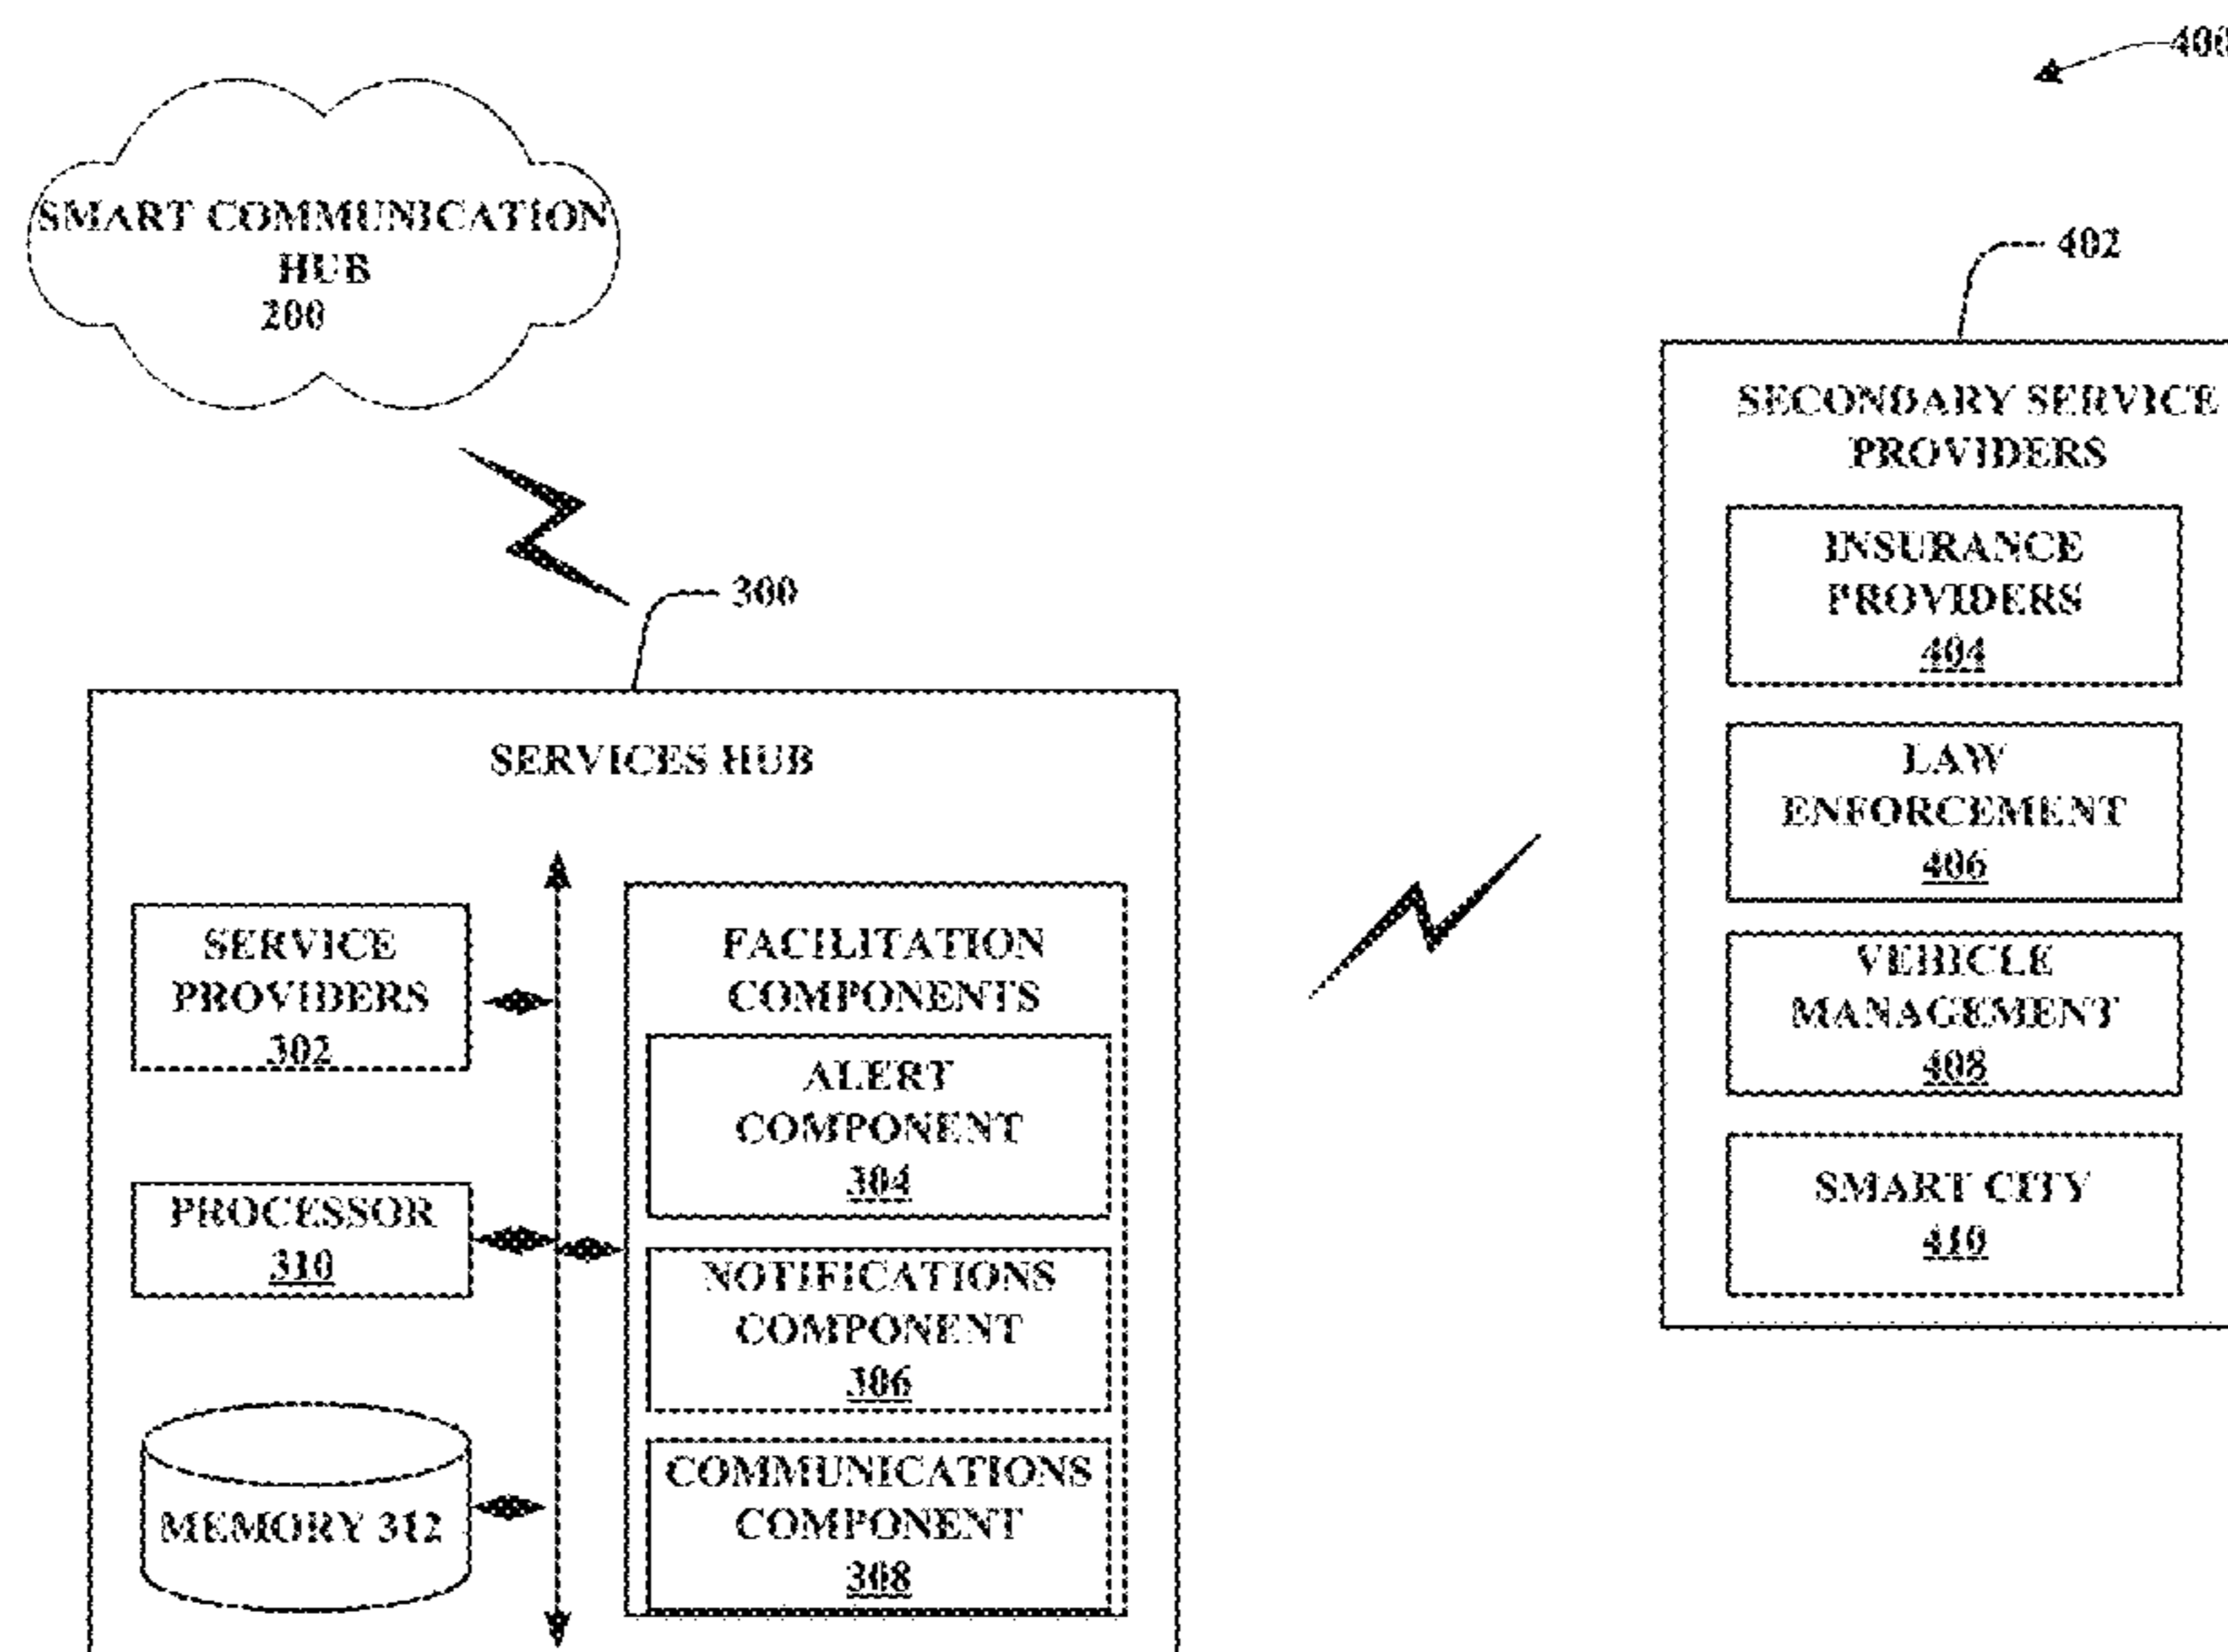 400
SMART COMMUNICATION
HUB
200
402
SECONDARY SERVICE
PROVIDERS
INSURANCE
PROVIDERS
404
LAW
ENFORCEMENT
406
VEHICLE
MANAGEMENT
408
SMART CITY
410
300
SERVICES HUB
SERVICE
PROVIDERS
302
PROCESSOR
310
MEMORY 312
FACILITATION
COMPONENTS
ALERT
COMPONENT
304
NOTIFICATIONS
COMPONENT
306
COMMUNICATIONS
COMPONENT
308